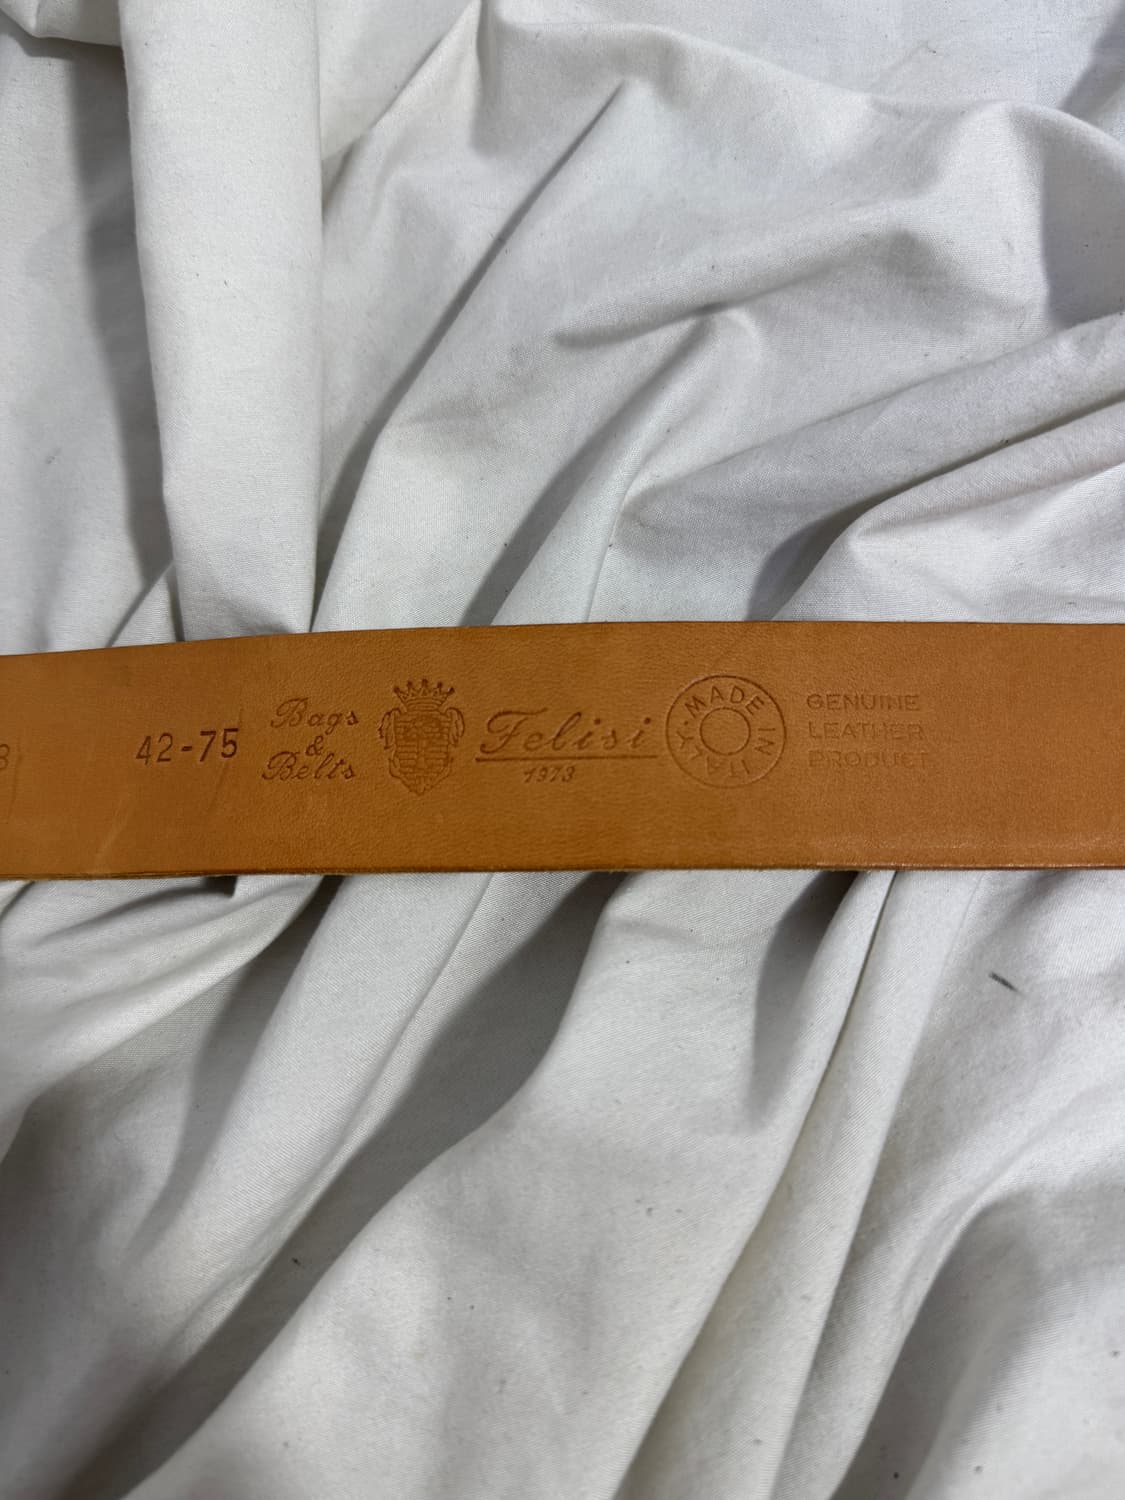 42-75
Bags
&
Belts
Felisi
1973
MADE IN ITALY
GENUINE
LEATHER
PRODUCT